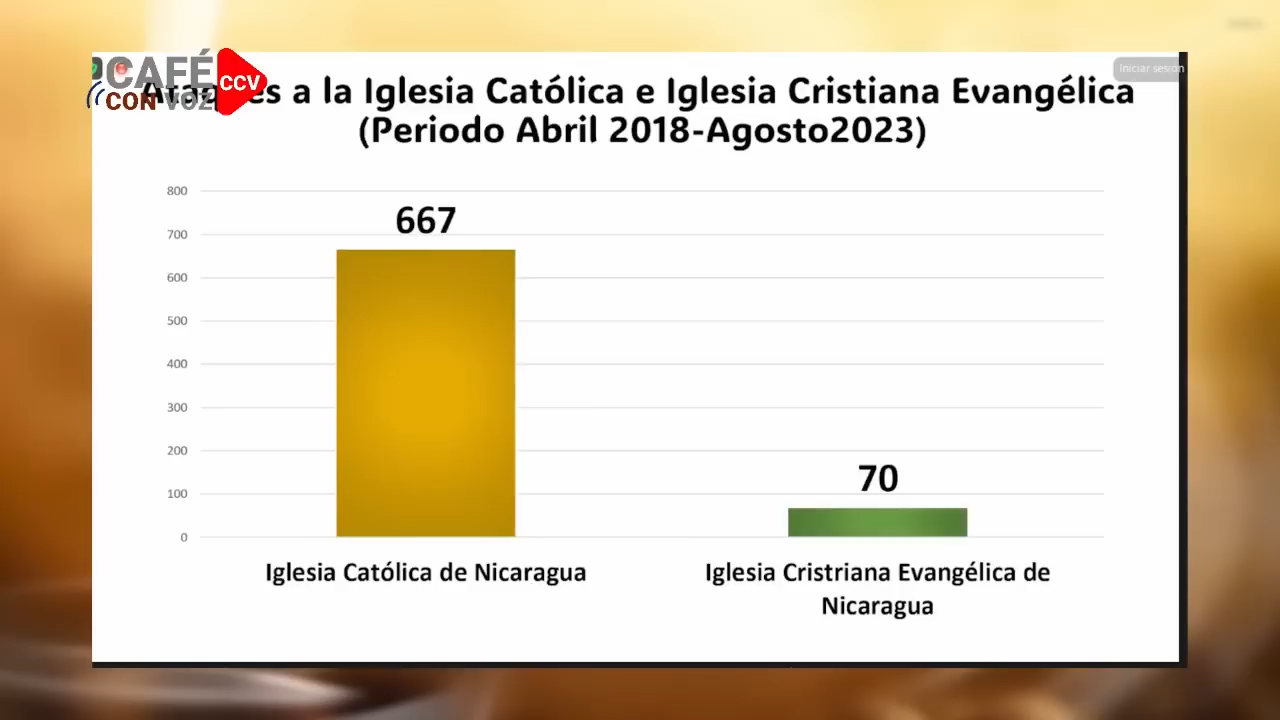 CAFÉ
CON VOZ
CCV
Iniciar sesión
a la Iglesia Católica e Iglesia Cristiana Evangélica
(Periodo Abril 2018-Agosto2023)
800
700
600
500
400
300
200
100
0
667
70
Iglesia Católica de Nicaragua
Iglesia Cristriana Evangélica de
Nicaragua